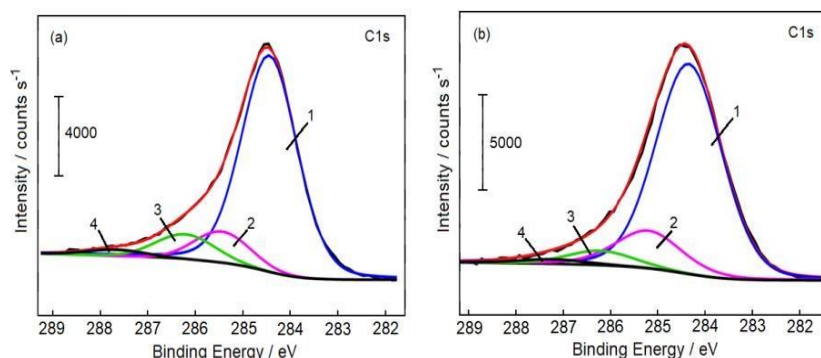 (a)
C1s
Intensity / counts s⁻¹
4000
1
2
3
4
289 288 287 286 285 284 283 282
Binding Energy / eV
(b)
C1s
Intensity / counts s⁻¹
5000
1
2
3
4
289 288 287 286 285 284 283 282
Binding Energy / eV